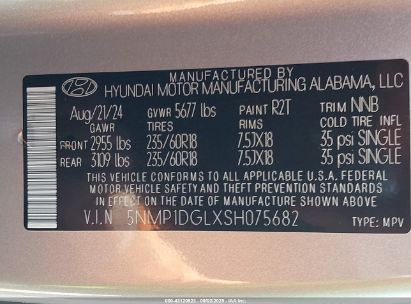 MANUFACTURED BY
HYUNDAI MOTOR MANUFACTURING ALABAMA, LLC
Aug/21/24 GVWR 5677 lbs PAINT R2T TRIM NNB
GAWR TIRES RIMS COLD TIRE INFL
FRONT 2955 lbs 235/60R18 7.5JX18 35 psi SINGLE
REAR 3109 lbs 235/60R18 7.5JX18 35 psi SINGLE
THIS VEHICLE CONFORMS TO ALL APPLICABLE U.S.A. FEDERAL
MOTOR VEHICLE SAFETY THEFT PREVENTION AND BUMPER
STANDARDS IN EFFECT ON THE DATE OF MANUFACTURE
SHOWN ABOVE.
V.I.N 5NMP1DGLXSH075682 TYPE: MPV